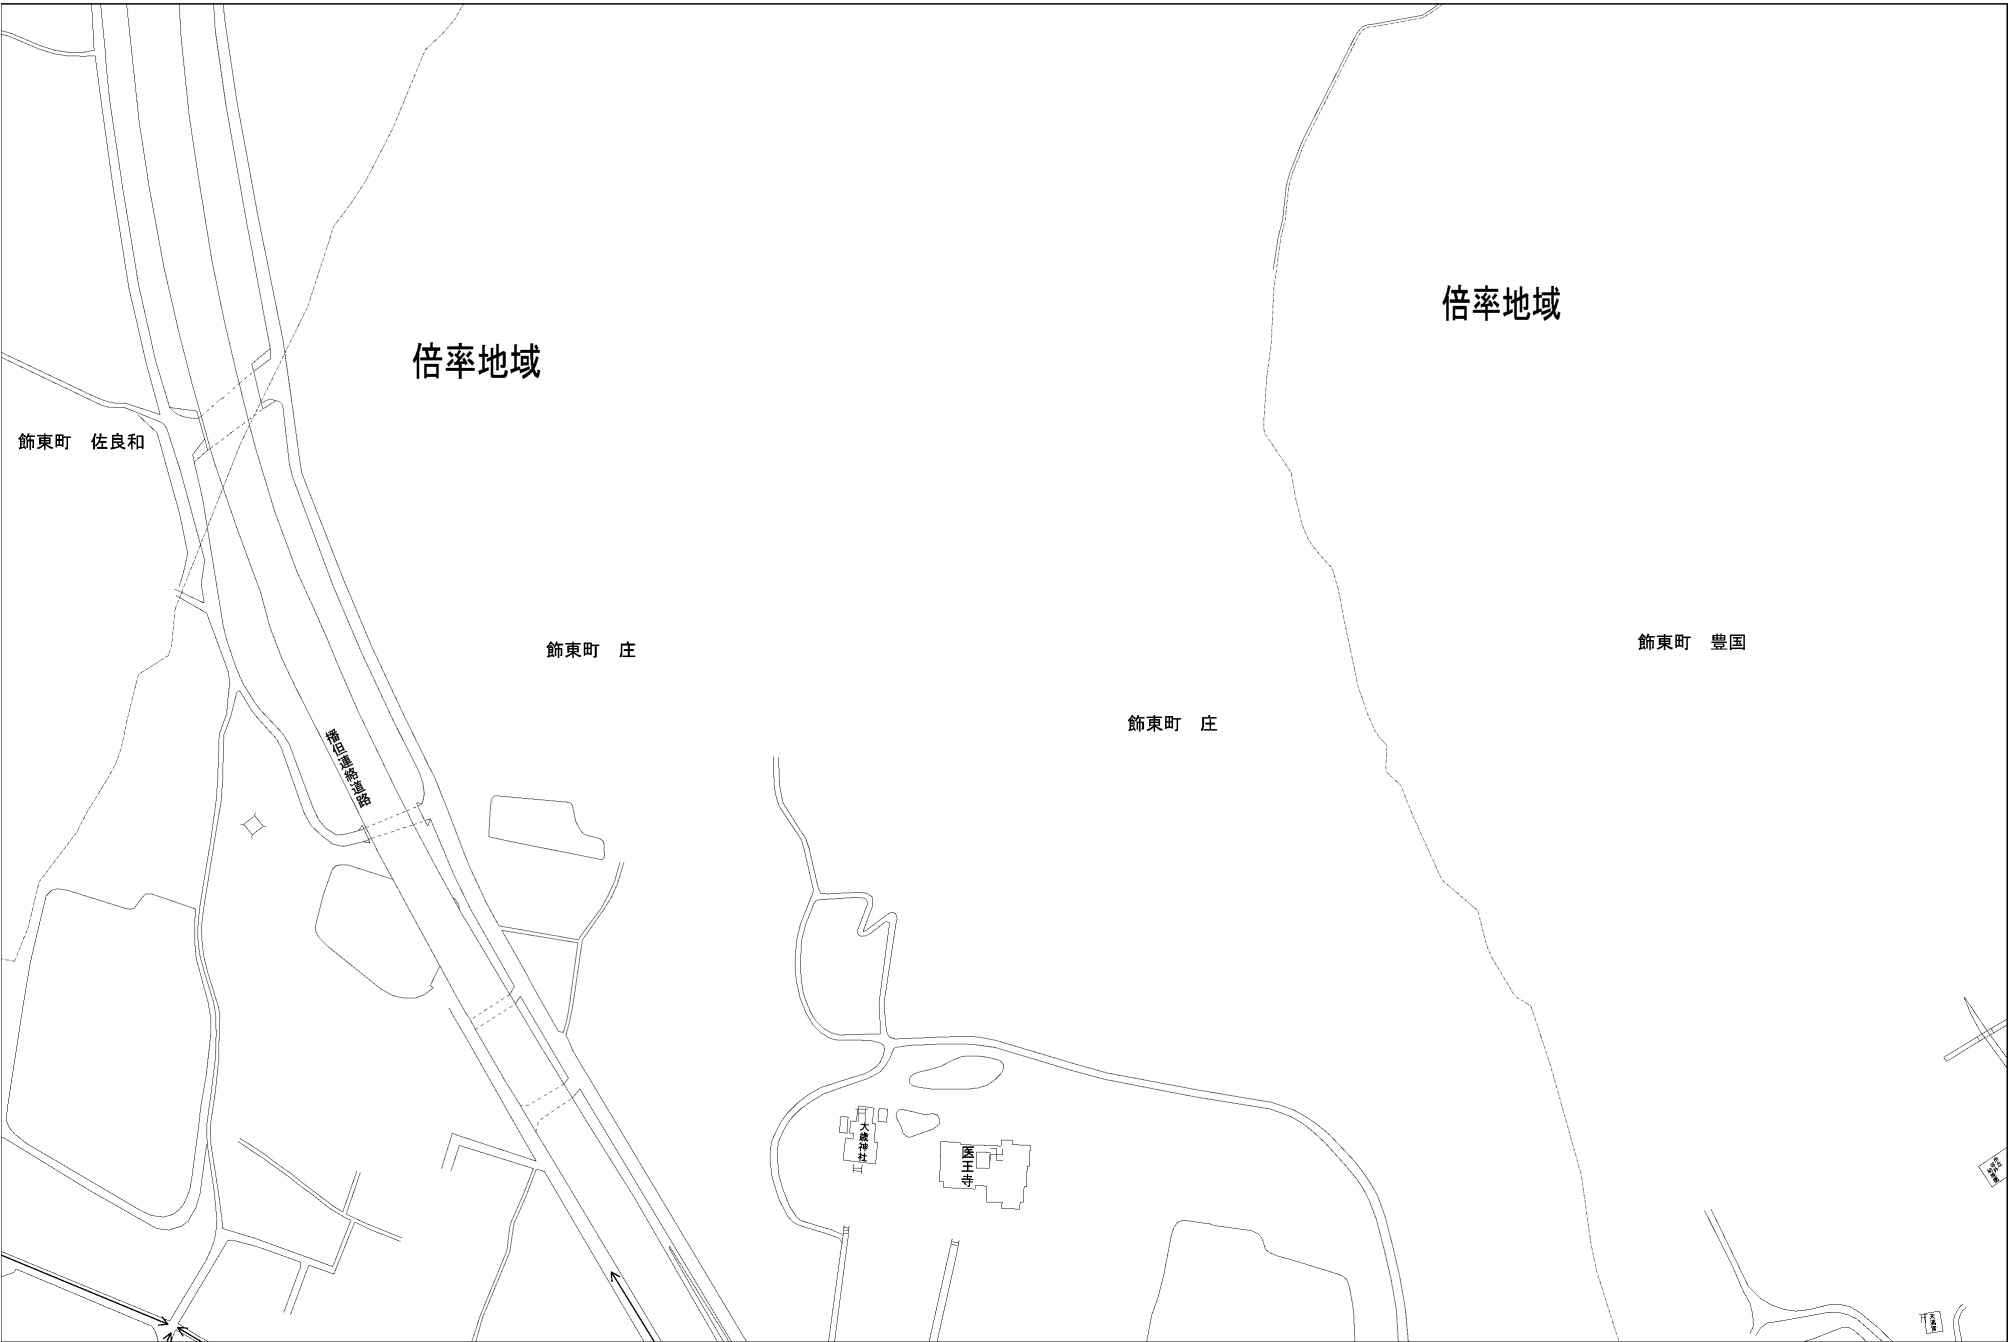 倍率地域
倍率地域
飾東町　佐良和
飾東町　庄
飾東町　豊国
飾東町　庄
播但連絡道路
大歳神社
医王寺